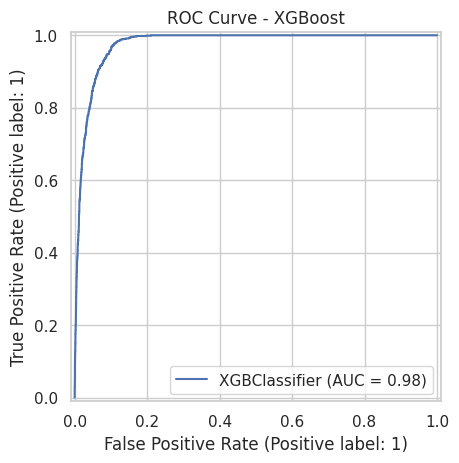 ROC Curve - XGBoost
True Positive Rate (Positive label: 1)
1.0
0.8
0.6
0.4
0.2
0.0
XGBClassifier (AUC = 0.98)
0.0 0.2 0.4 0.6 0.8 1.0
False Positive Rate (Positive label: 1)